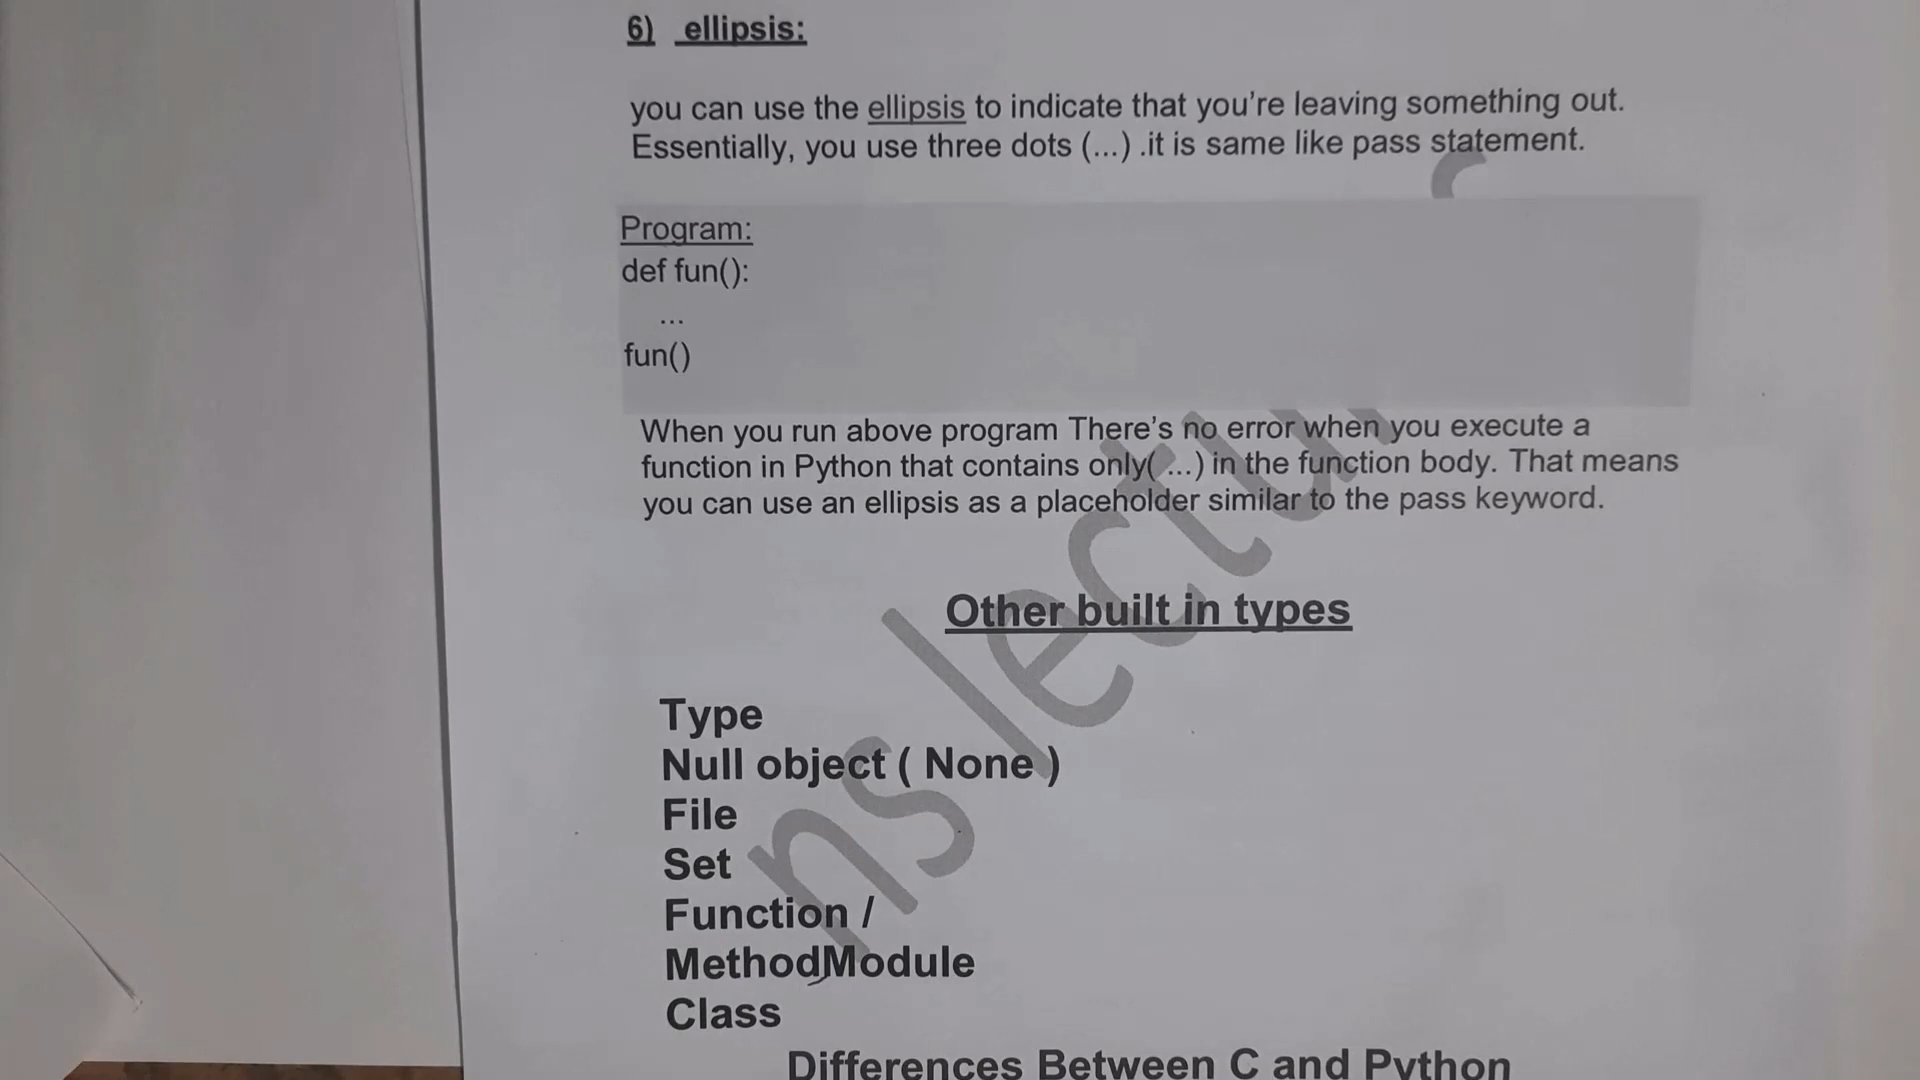 6) ellipsis:
you can use the ellipsis to indicate that you're leaving something out.
Essentially, you use three dots (...) .it is same like pass statement.
Program:
def fun():
...
fun()
When you run above program There's no error when you execute a
function in Python that contains only( ...) in the function body. That means
you can use an ellipsis as a placeholder similar to the pass keyword.
Other built in types
Type
Null object ( None )
File
Set
Function /
MethodModule
Class
Differences Between C and Python